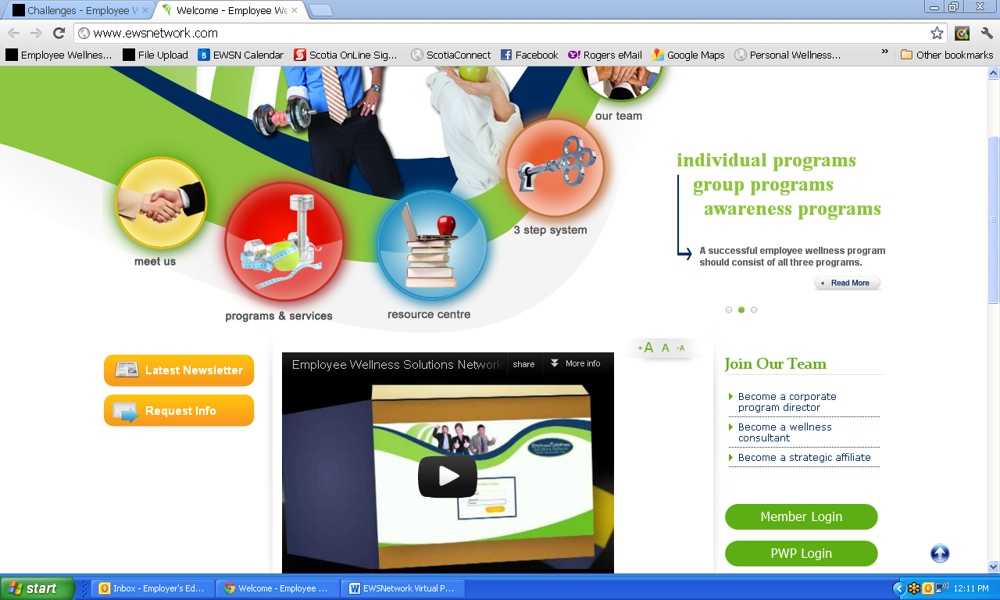 Challenges - Employee W
Welcome - Employee We
www.ewsnetwork.com
Employee Wellnes...
File Upload
5
EWSN Calendar
Scotia OnLine Sig...
ScotiaConnect
Facebook
Rogers eMail
Google Maps
Personal Wellness...
»
Other bookmarks
our team
3 step system
meet us
programs & services
resource centre
individual programs
group programs
awareness programs
A successful employee wellness program
should consist of all three programs.
Read More
+A A -A
Latest Newsletter
Request Info
Employee Wellness Solutions Network
share
More info
Employee Wellness
Solutions Network
Join Our Team
Become a corporate
program director
Become a wellness
consultant
Become a strategic affiliate
Member Login
PWP Login
start
Inbox - Employer's Ed...
Welcome - Employee ...
EWSNetwork Virtual P...
12:11 PM